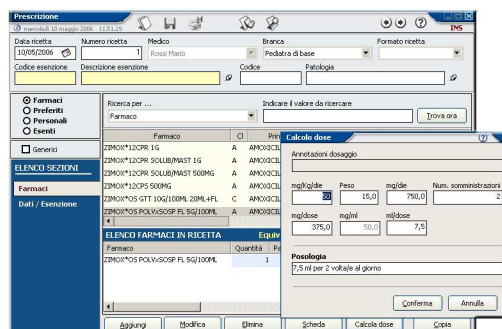 Prescrizione
mercoledì 10 maggio 2006 11.51.29
INS
Data ricetta Numero ricetta Medico Branca Formato ricetta
10/05/2006 1 Rossi Mario Pediatra di base
Codice esenzione Descrizione esenzione Codice Patologia
Farmaci
Preferiti
Personali
Esenti
Generici
ELENCO SEZIONI
Farmaci
Dati / Esenzione
Ricerca per ... Indicare il valore da ricercare
Farmaco Trova ora
Farmaco Cl Prin
ZIMOX*12CPR 1G A AMOXICIL
ZIMOX*12CPR SOLUB/MAST 1G A AMOXICIL
ZIMOX*12CPR SOLUB/MAST 500MG A AMOXICIL
ZIMOX*12CPS 500MG A AMOXICIL
ZIMOX*OS GTT 10G/100ML 20ML+FL C AMOXICIL
ZIMOX*OS POLVxSOSP FL 5G/100ML A AMOXICIL
ELENCO FARMACI IN RICETTA Equiv
Farmaco Quantità Pa
ZIMOX*OS POLVxSOSP FL 5G/100ML 1
Aggiungi Modifica Elimina Scheda Calcola dose Copia
Calcolo dose
Annotazioni dosaggio
mg/Kg/die Peso mg/die Num. somministrazioni
50 15,0 750,0 2
mg/dose mg/ml ml/dose
375,0 50,0 7,5
Posologia
7,5 ml per 2 volta/e al giorno
Conferma Annulla